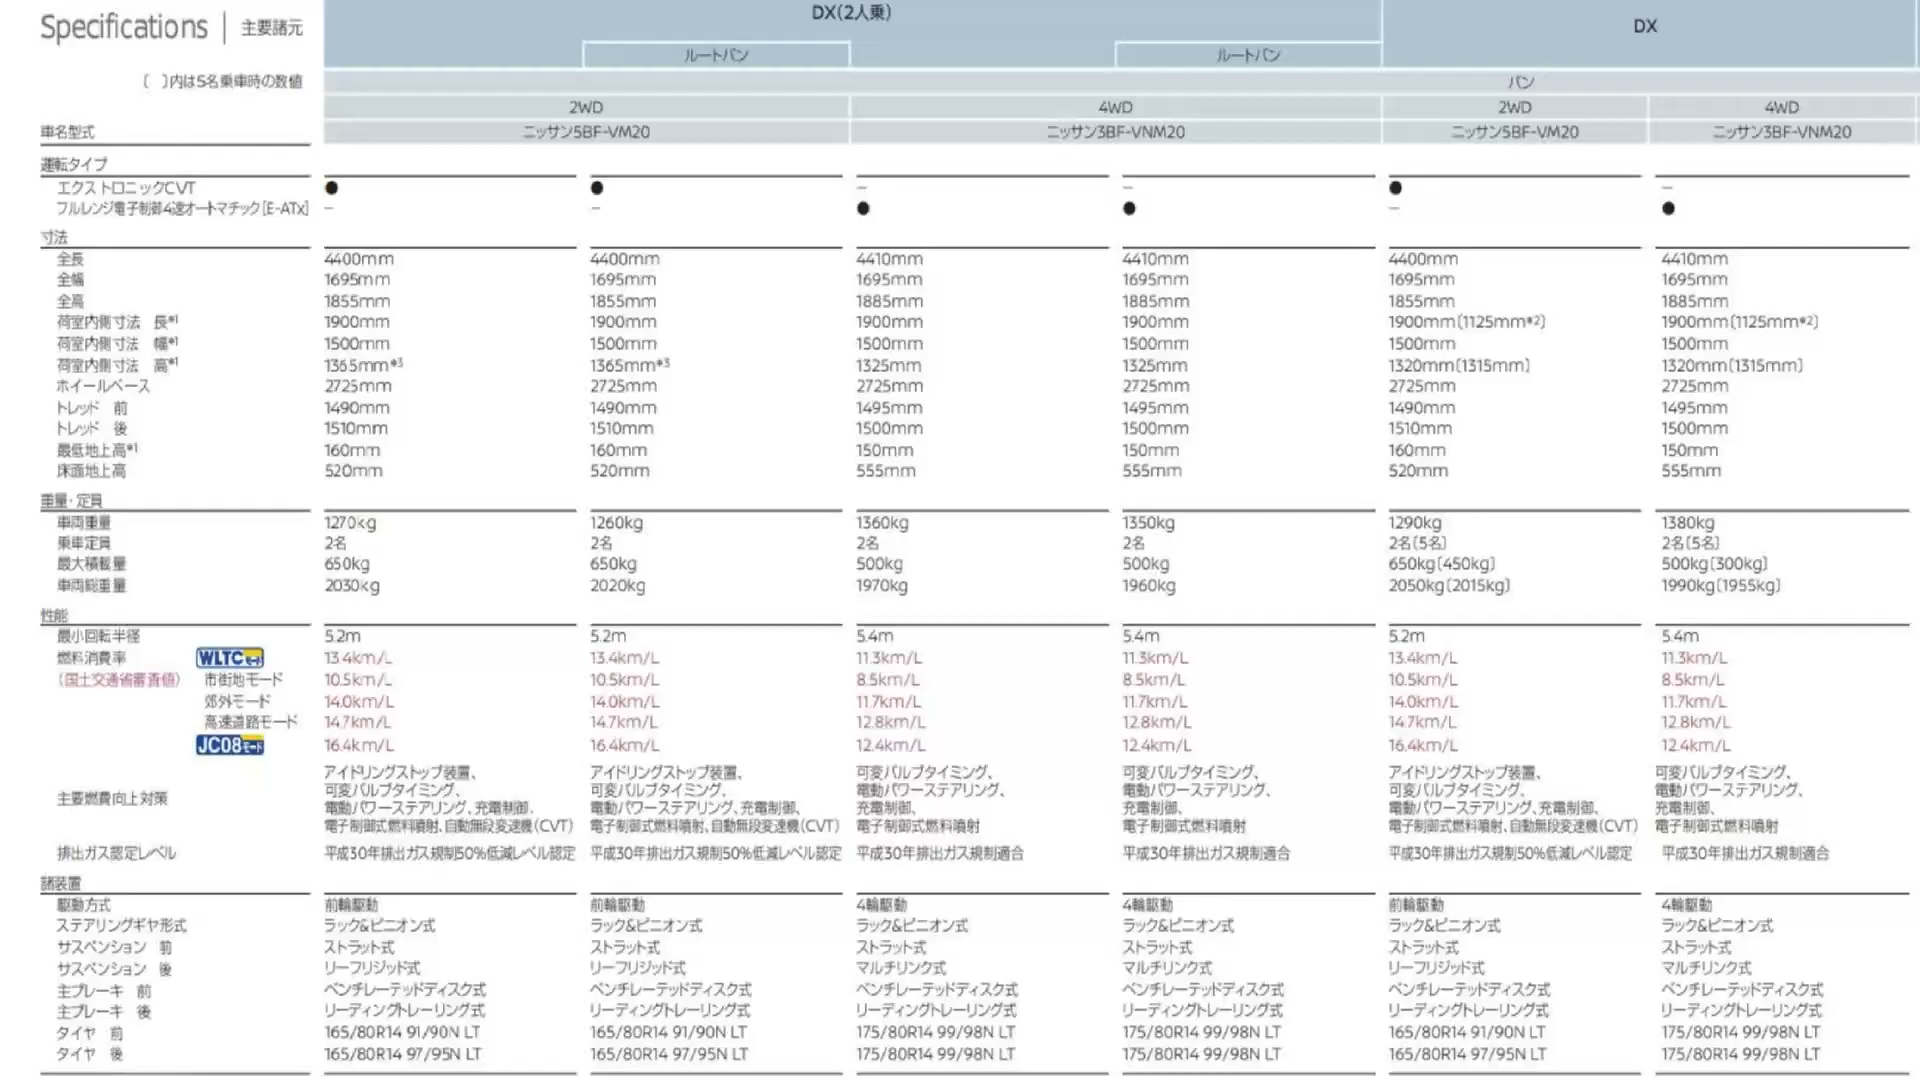 Specifications | 主要諸元
DX(2人乗) DX
ルートバン ルートバン
〔 〕内は5名乗車時の数値 バン
2WD 4WD 2WD 4WD
車名型式 ニッサン5BF-VM20 ニッサン3BF-VNM20 ニッサン5BF-VM20 ニッサン3BF-VNM20
運転タイプ
エクストロニックCVT ● ● − − ● −
フルレンジ電子制御4速オートマチック[E-ATx] − − ● ● − ●
寸法
全長 4400mm 4400mm 4410mm 4410mm 4400mm 4410mm
全幅 1695mm 1695mm 1695mm 1695mm 1695mm 1695mm
全高 1855mm 1855mm 1885mm 1885mm 1855mm 1885mm
荷室内側寸法 長*1 1900mm 1900mm 1900mm 1900mm 1900mm〔1125mm*2〕 1900mm〔1125mm*2〕
荷室内側寸法 幅*1 1500mm 1500mm 1500mm 1500mm 1500mm 1500mm
荷室内側寸法 高*1 1365mm*3 1365mm*3 1325mm 1325mm 1320mm〔1315mm〕 1320mm〔1315mm〕
ホイールベース 2725mm 2725mm 2725mm 2725mm 2725mm 2725mm
トレッド 前 1490mm 1490mm 1495mm 1495mm 1490mm 1495mm
トレッド 後 1510mm 1510mm 1500mm 1500mm 1510mm 1500mm
最低地上高*1 160mm 160mm 150mm 150mm 160mm 150mm
床面地上高 520mm 520mm 555mm 555mm 520mm 555mm
重量・定員
車両重量 1270kg 1260kg 1360kg 1350kg 1290kg 1380kg
乗車定員 2名 2名 2名 2名 2名〔5名〕 2名〔5名〕
最大積載量 650kg 650kg 500kg 500kg 650kg〔450kg〕 500kg〔300kg〕
車両総重量 2030kg 2020kg 1970kg 1960kg 2050kg〔2015kg〕 1990kg〔1955kg〕
性能
最小回転半径 5.2m 5.2m 5.4m 5.4m 5.2m 5.4m
燃料消費率 WLTCモード 13.4km/L 13.4km/L 11.3km/L 11.3km/L 13.4km/L 11.3km/L
(国土交通省審査値) 市街地モード 10.5km/L 10.5km/L 8.5km/L 8.5km/L 10.5km/L 8.5km/L
郊外モード 14.0km/L 14.0km/L 11.7km/L 11.7km/L 14.0km/L 11.7km/L
高速道路モード 14.7km/L 14.7km/L 12.8km/L 12.8km/L 14.7km/L 12.8km/L
JC08モード 16.4km/L 16.4km/L 12.4km/L 12.4km/L 16.4km/L 12.4km/L
アイドリングストップ装置、 アイドリングストップ装置、 可変バルブタイミング、 可変バルブタイミング、 アイドリングストップ装置、 可変バルブタイミング、
可変バルブタイミング、 可変バルブタイミング、 電動パワーステアリング、 電動パワーステアリング、 可変バルブタイミング、 電動パワーステアリング、
主要燃費向上対策 電動パワーステアリング、充電制御、 電動パワーステアリング、充電制御、 充電制御、 充電制御、 電動パワーステアリング、充電制御、 充電制御、
電子制御式燃料噴射、自動無段変速機(CVT) 電子制御式燃料噴射、自動無段変速機(CVT) 電子制御式燃料噴射 電子制御式燃料噴射 電子制御式燃料噴射、自動無段変速機(CVT) 電子制御式燃料噴射
排出ガス認定レベル 平成30年排出ガス規制50%低減レベル認定 平成30年排出ガス規制50%低減レベル認定 平成30年排出ガス規制適合 平成30年排出ガス規制適合 平成30年排出ガス規制50%低減レベル認定 平成30年排出ガス規制適合
諸装置
駆動方式 前輪駆動 前輪駆動 4輪駆動 4輪駆動 前輪駆動 4輪駆動
ステアリングギヤ形式 ラック&ピニオン式 ラック&ピニオン式 ラック&ピニオン式 ラック&ピニオン式 ラック&ピニオン式 ラック&ピニオン式
サスペンション 前 ストラット式 ストラット式 ストラット式 ストラット式 ストラット式 ストラット式
サスペンション 後 リーフリジッド式 リーフリジッド式 マルチリンク式 マルチリンク式 リーフリジッド式 マルチリンク式
主ブレーキ 前 ベンチレーテッドディスク式 ベンチレーテッドディスク式 ベンチレーテッドディスク式 ベンチレーテッドディスク式 ベンチレーテッドディスク式 ベンチレーテッドディスク式
主ブレーキ 後 リーディングトレーリング式 リーディングトレーリング式 リーディングトレーリング式 リーディングトレーリング式 リーディングトレーリング式 リーディングトレーリング式
タイヤ 前 165/80R14 91/90N LT 165/80R14 91/90N LT 175/80R14 99/98N LT 175/80R14 99/98N LT 165/80R14 91/90N LT 175/80R14 99/98N LT
タイヤ 後 165/80R14 97/95N LT 165/80R14 97/95N LT 175/80R14 99/98N LT 175/80R14 99/98N LT 165/80R14 97/95N LT 175/80R14 99/98N LT